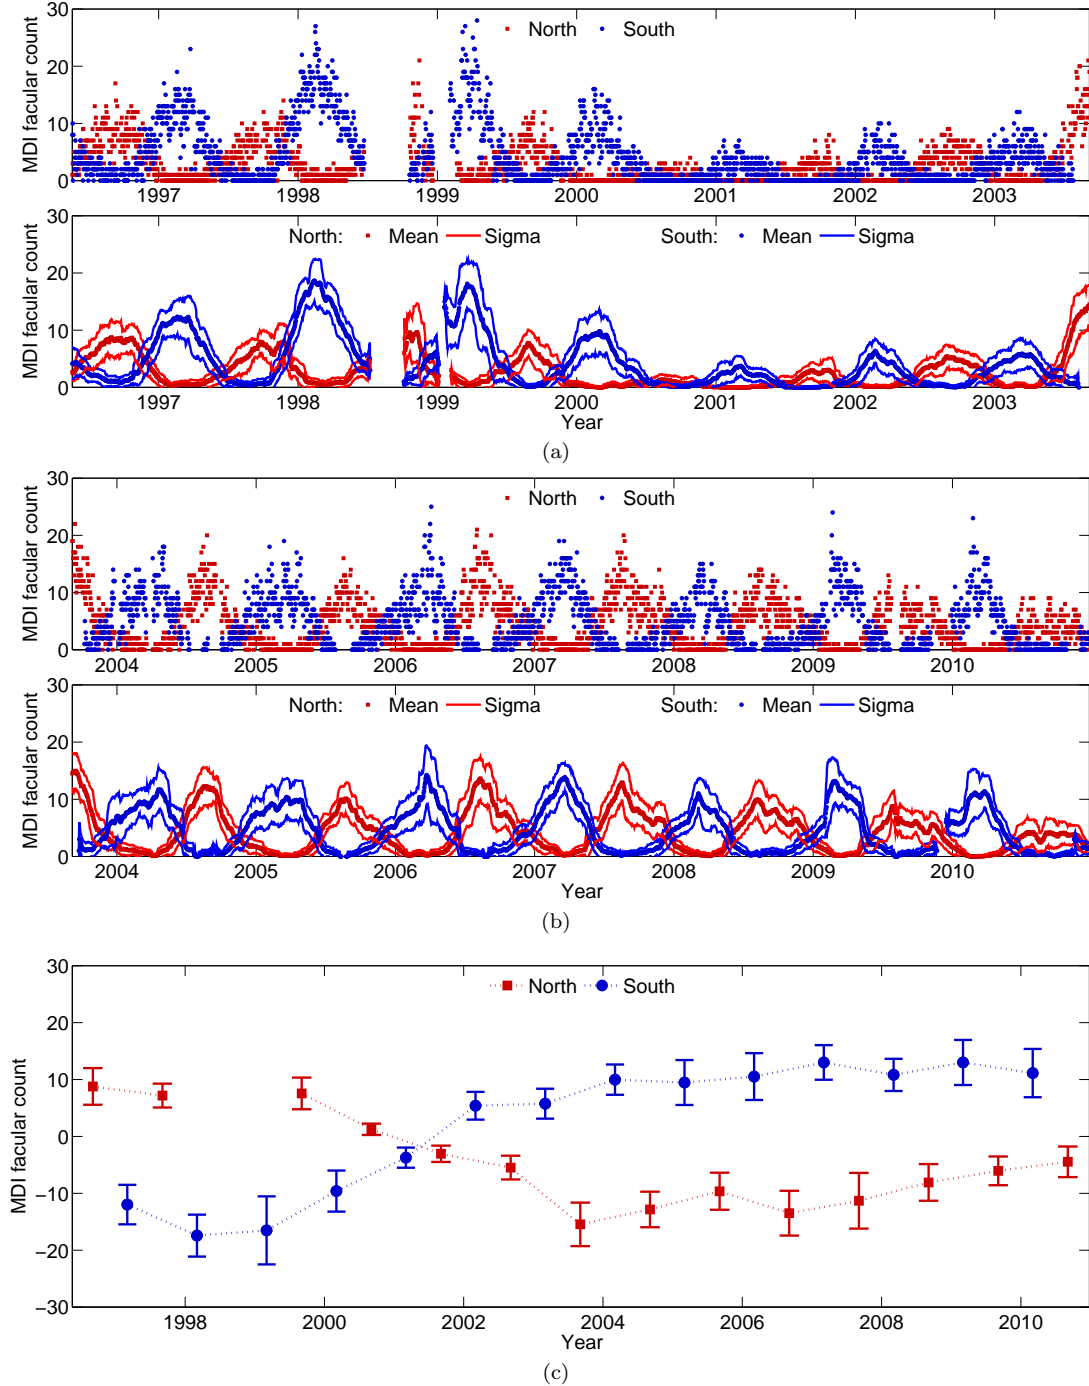 30
20
10
0
MDI facular count
North South
1997 1998 1999 2000 2001 2002 2003
30
20
10
0
MDI facular count
North: Mean Sigma South: Mean Sigma
1997 1998 1999 2000 2001 2002 2003
Year
(a)
30
20
10
0
MDI facular count
North South
2004 2005 2006 2007 2008 2009 2010
30
20
10
0
MDI facular count
North: Mean Sigma South: Mean Sigma
2004 2005 2006 2007 2008 2009 2010
Year
(b)
30
20
10
0
−10
−20
−30
MDI facular count
North South
1998 2000 2002 2004 2006 2008 2010
Year
(c)